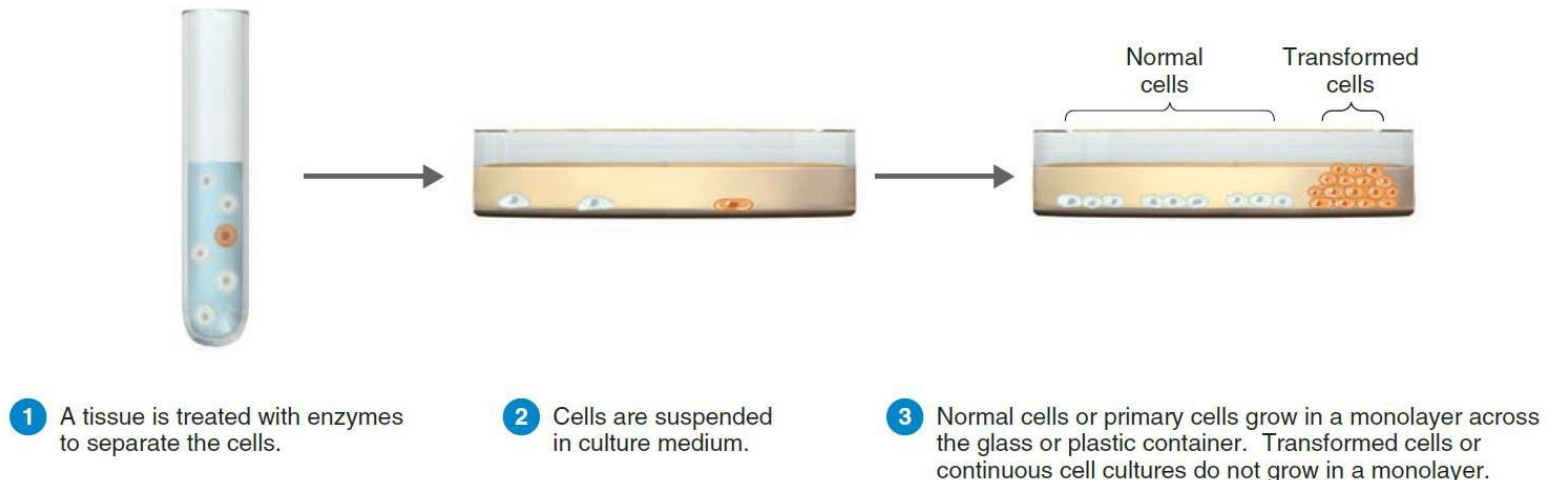 Normal
cells
Transformed
cells
1 A tissue is treated with enzymes
to separate the cells.
2 Cells are suspended
in culture medium.
3 Normal cells or primary cells grow in a monolayer across
the glass or plastic container. Transformed cells or
continuous cell cultures do not grow in a monolayer.